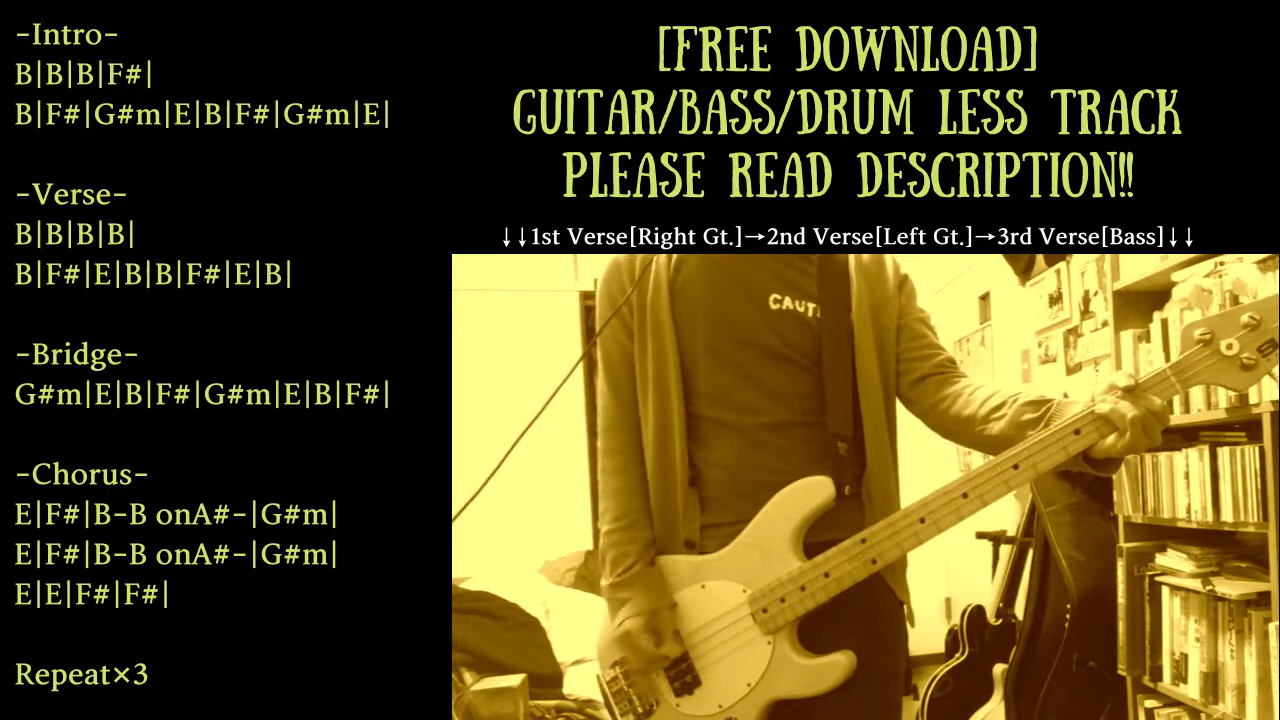 -Intro-
B|B|B|F#|
B|F#|G#m|E|B|F#|G#m|E|

-Verse-
B|B|B|B|
B|F#|E|B|B|F#|E|B|

-Bridge-
G#m|E|B|F#|G#m|E|B|F#|

-Chorus-
E|F#|B-B onA#-|G#m|
E|F#|B-B onA#-|G#m|
E|E|F#|F#|

Repeat×3

[FREE DOWNLOAD]
GUITAR/BASS/DRUM LESS TRACK
PLEASE READ DESCRIPTION!!
↓↓1st Verse[Right Gt.]→2nd Verse[Left Gt.]→3rd Verse[Bass]↓↓